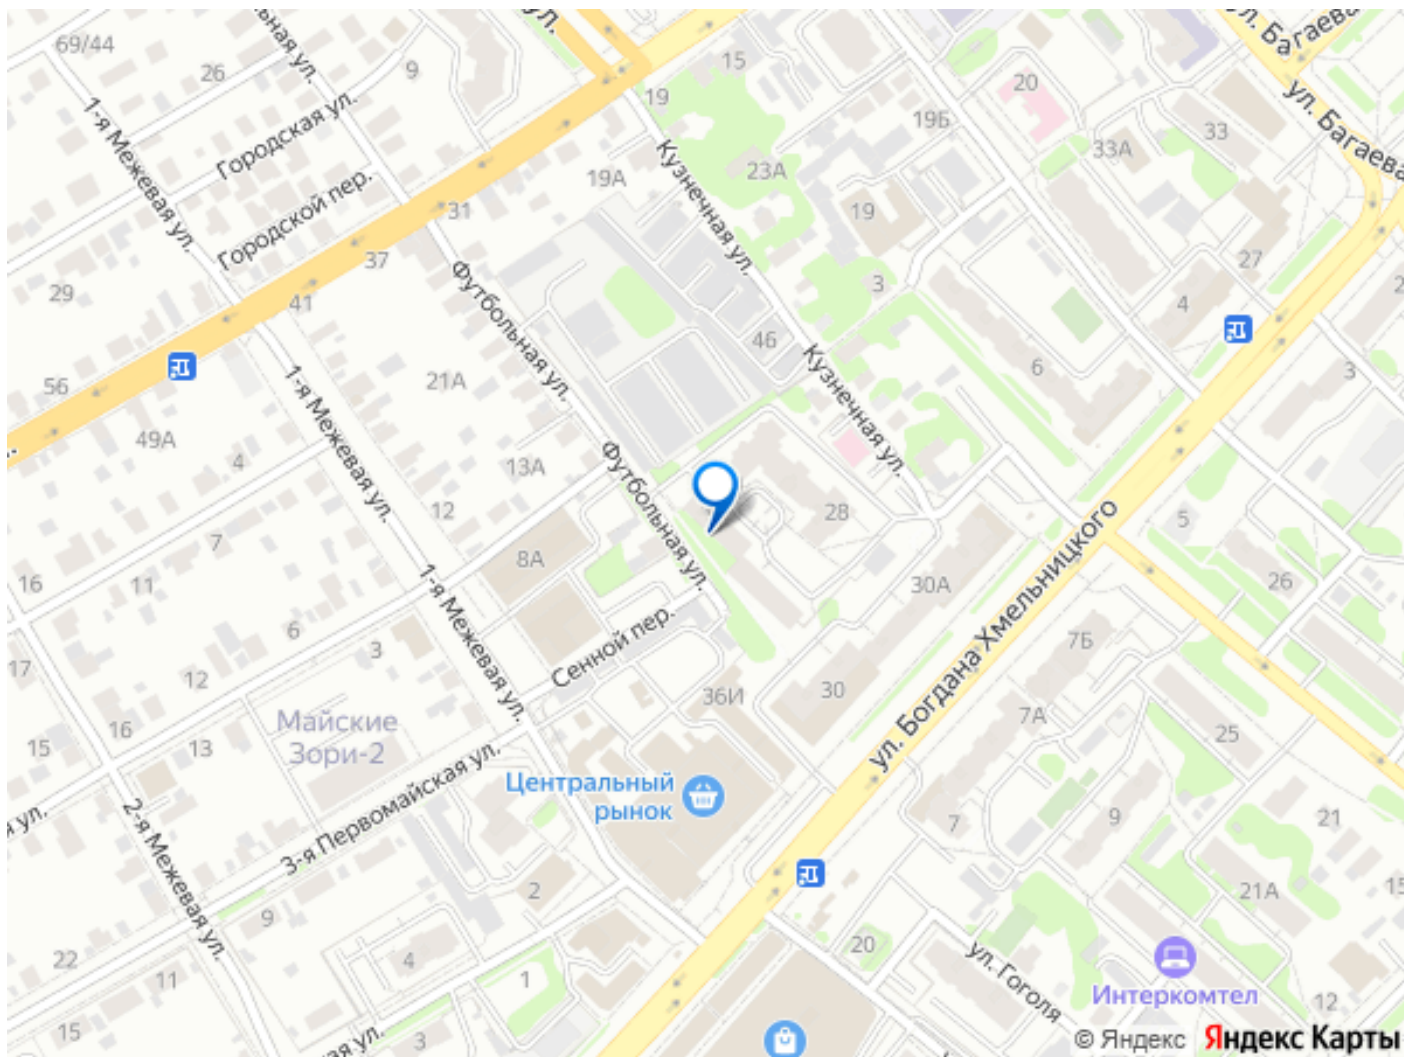 69/44
26
9
15
20
ул. Багаева
19
19Б
33
33А
ул. Багаева
1-я Межевая ул.
Городская ул.
Городской пер.
Кузнечная ул.
23А
19А
31
19
37
27
29
41
3
4
Футбольная ул.
46
21А
56
6
3
1-я Межевая ул.
Кузнечная ул.
49А
4
13А
12
Футбольная ул.
28
5
7
8А
16
11
30А
26
1-я Межевая ул.
6
3
Сенной пер.
7Б
17
12
36И
30
ул. Богдана Хмельницкого
7А
16
Майские
Зори-2
13
15
25
3-я Первомайская ул.
Центральный
рынок
2-я Межевая ул.
7
9
21
2
21А
15
9
20
22
4
11
1
ул. Гоголя
Интеркомтел
12
15
3
© Яндекс Яндекс Карты